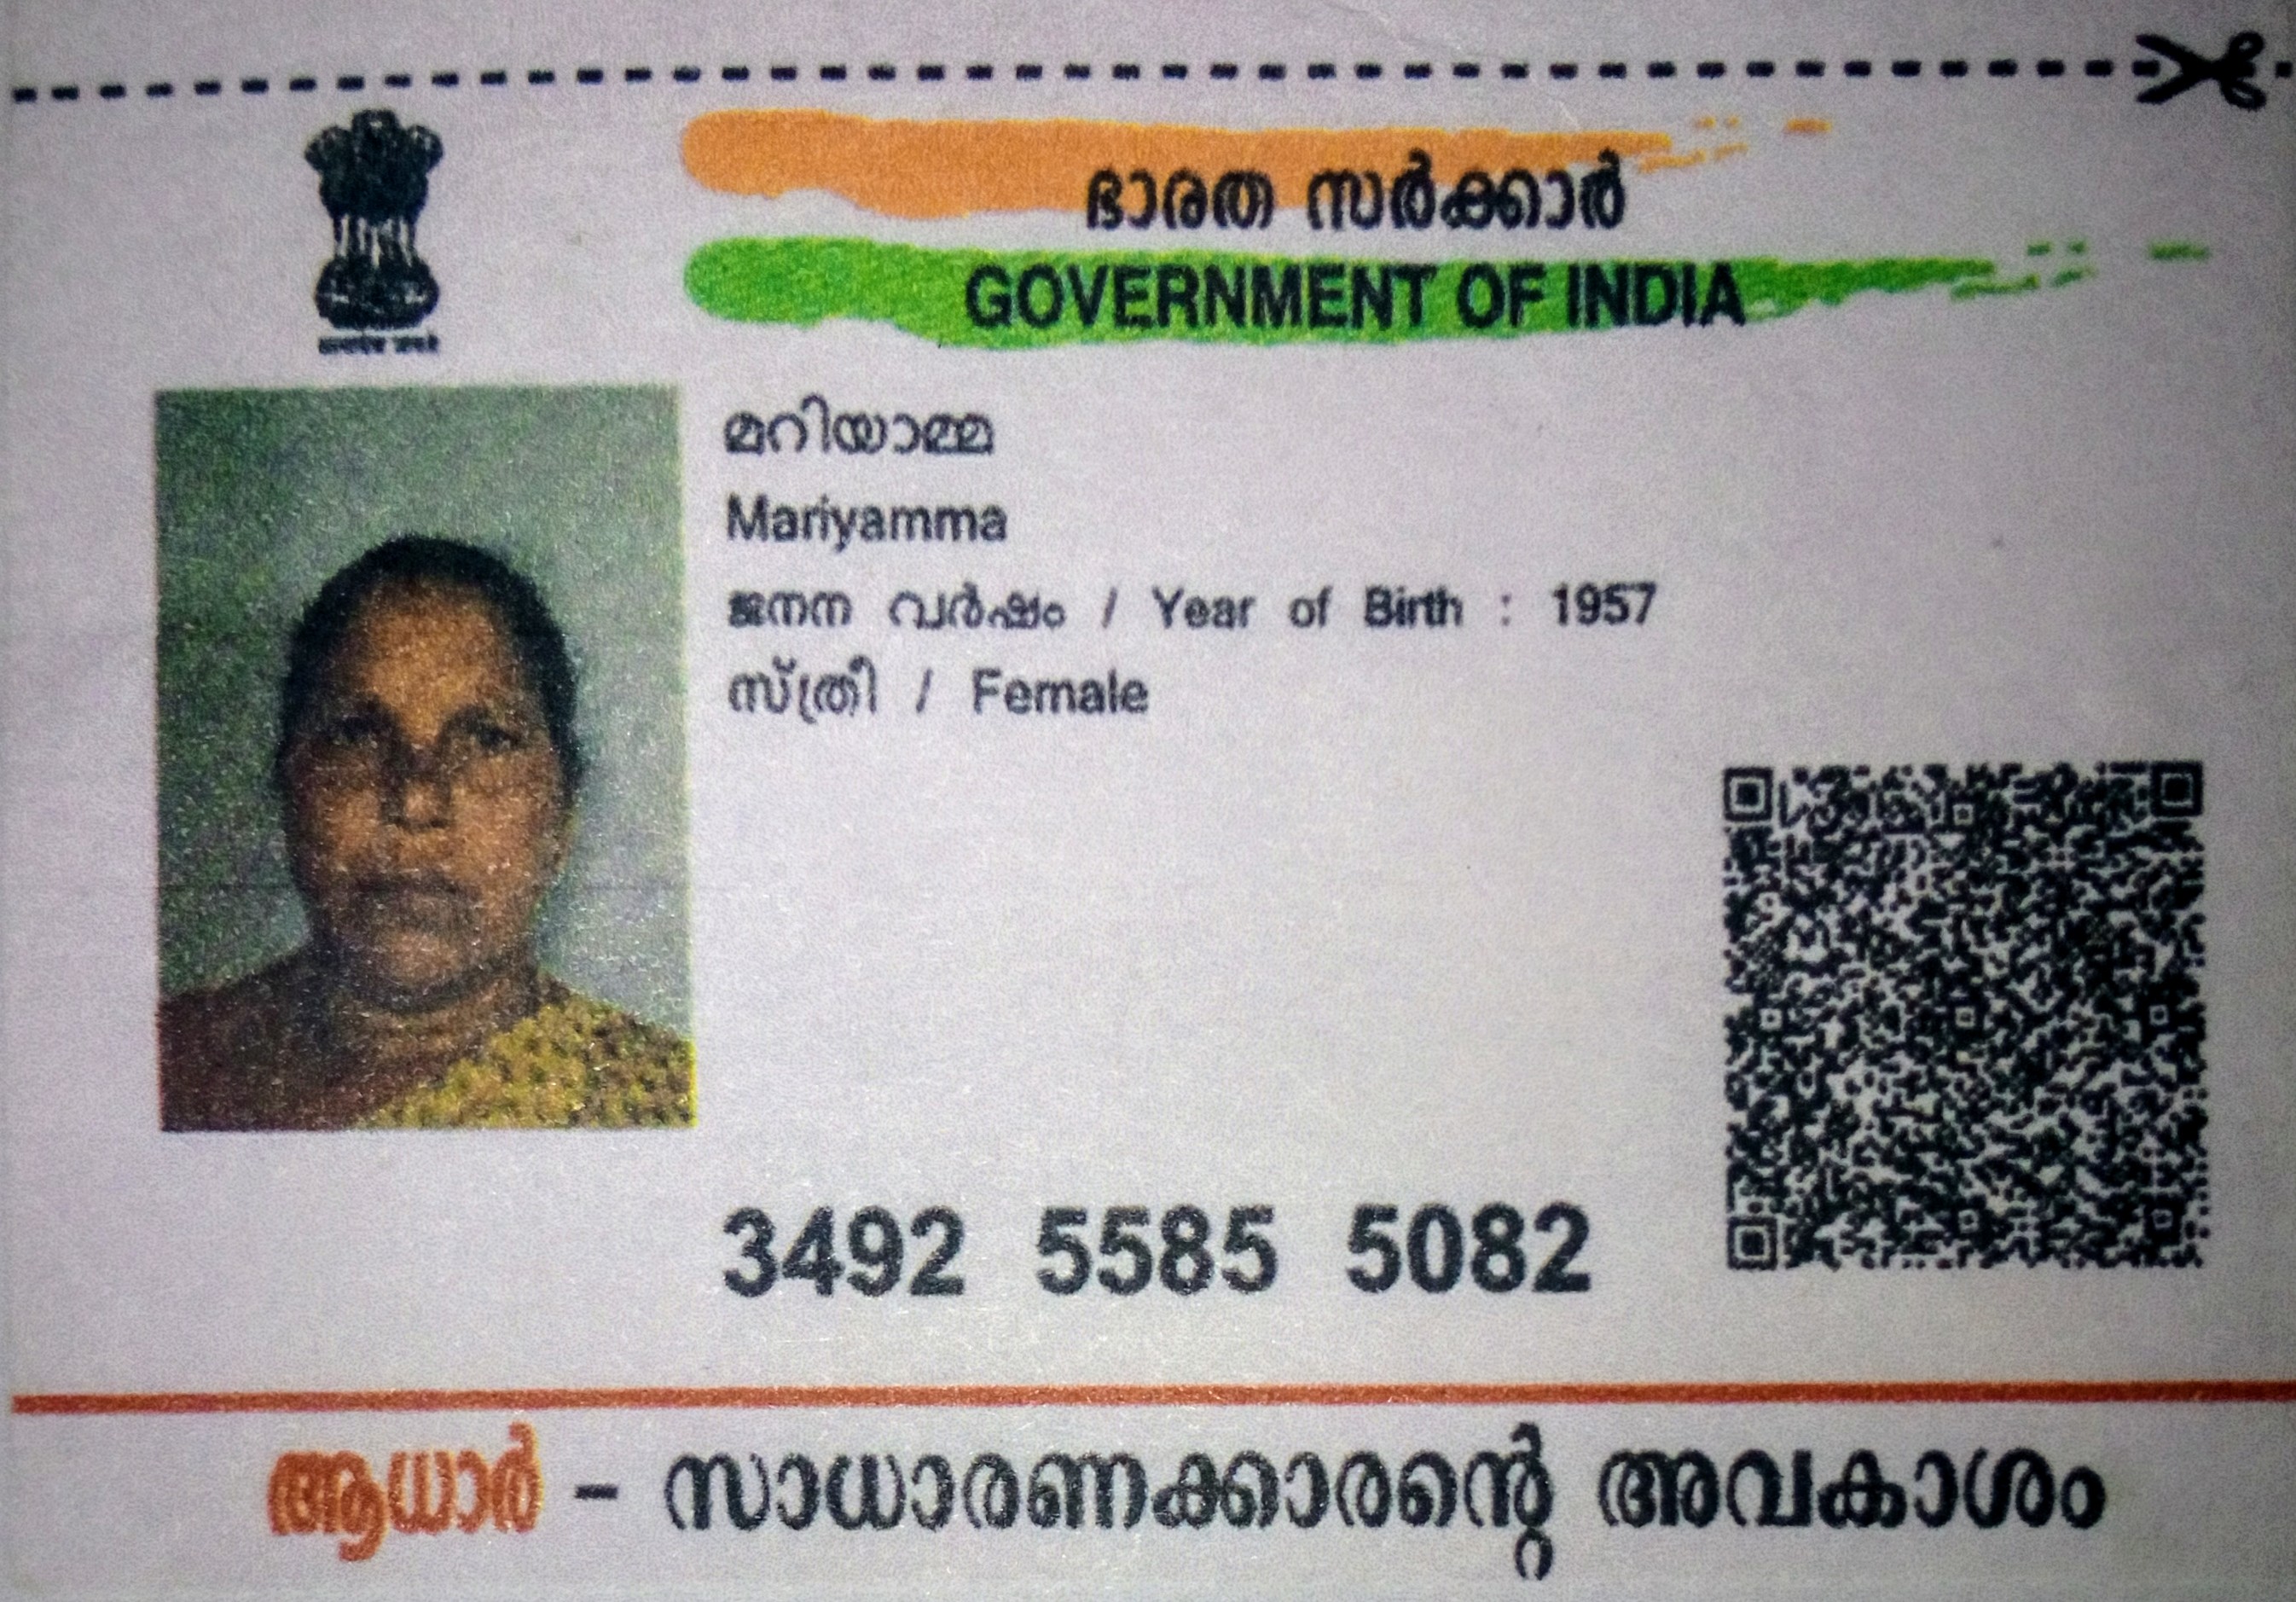 ഭാരത സർക്കാർ
GOVERNMENT OF INDIA
മറിയാമ്മ
Mariyamma
ജനന വർഷം / Year of Birth : 1957
സ്ത്രീ / Female
3492 5585 5082
ആധാർ – സാധാരണക്കാരന്റെ അവകാശം